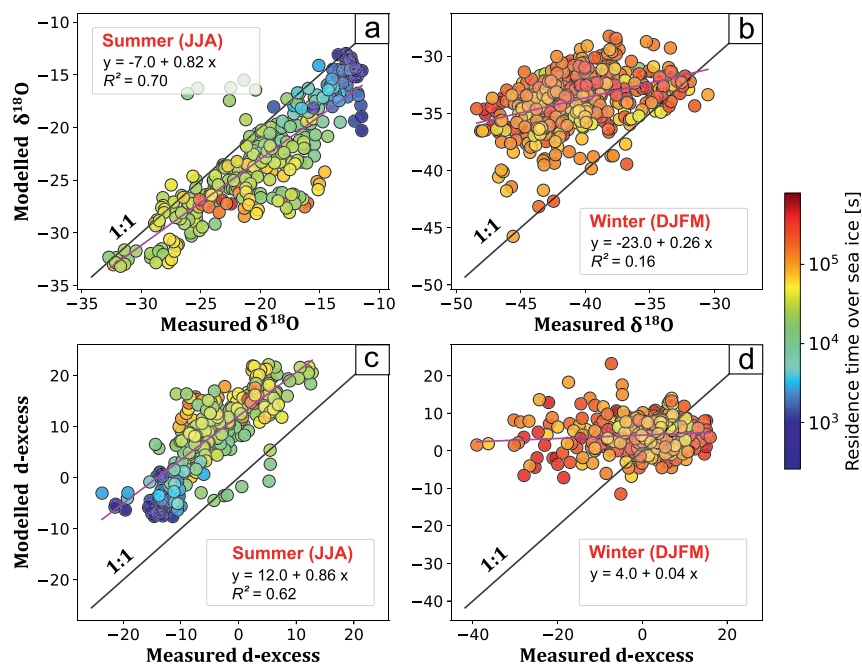 a
Summer (JJA)
y = -7.0 + 0.82 x
R² = 0.70
1:1
−10
−15
−20
−25
−30
−35
Modelled δ¹⁸O
−35 −30 −25 −20 −15 −10
Measured δ¹⁸O
b
Winter (DJFM)
y = -23.0 + 0.26 x
R² = 0.16
1:1
−30
−35
−40
−45
−50
−50 −45 −40 −35 −30
Measured δ¹⁸O
c
Summer (JJA)
y = 12.0 + 0.86 x
R² = 0.62
1:1
20
10
0
−10
−20
Modelled d-excess
−20 −10 0 10 20
Measured d-excess
d
Winter (DJFM)
y = 4.0 + 0.04 x
1:1
20
10
0
−10
−20
−30
−40
−40 −20 0 20
Measured d-excess
10⁵
10⁴
10³
Residence time over sea ice [s]